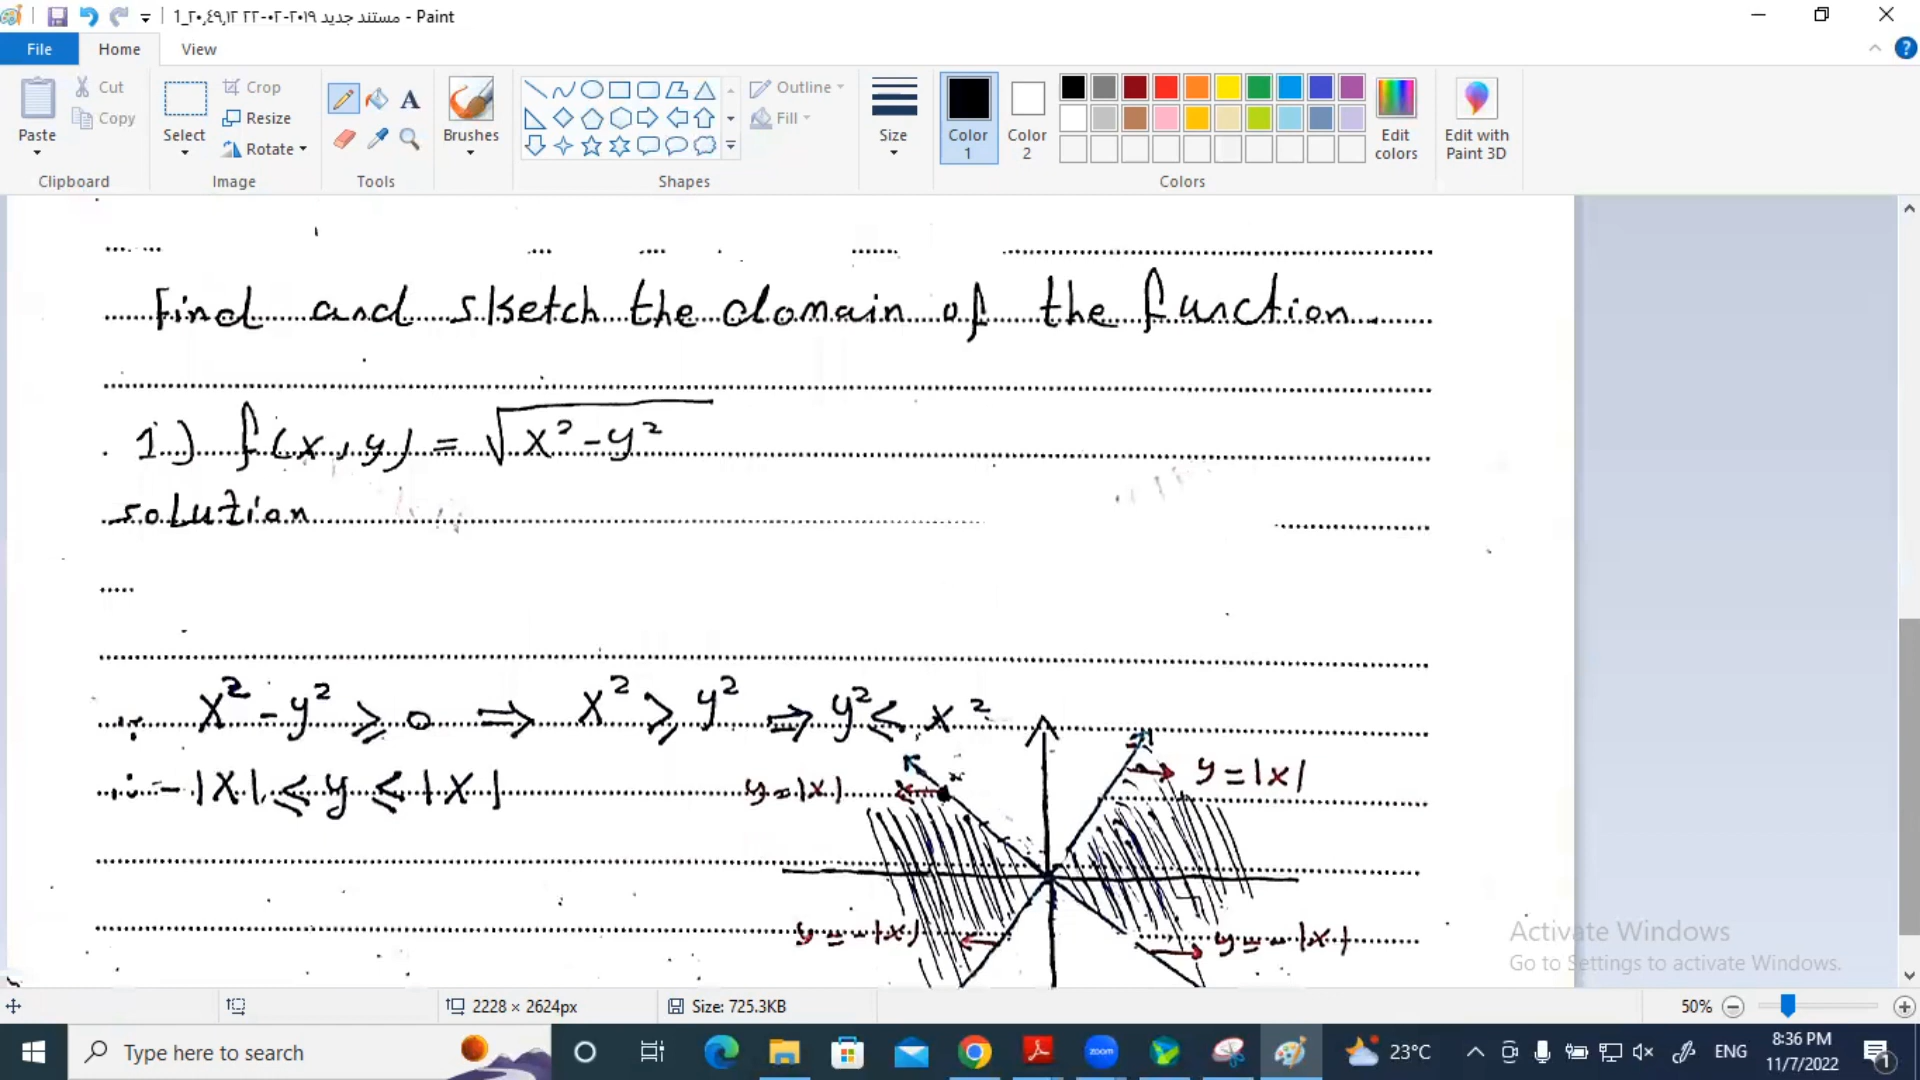 مستند جديد ٢٠١٩-٠٢-٢٢ ٢٠,٤٩,١٢_1 - Paint
File Home View
Paste Cut Copy Clipboard
Select Crop Resize Rotate Image
Tools
Brushes
Outline Fill Shapes
Size
Color 1 Color 2 Edit colors Edit with Paint 3D Colors
Find and sketch the domain of the function.
1) f(x, y) = √x² - y²
solution
∵ x² - y² ⩾ 0 ⇒ x² ⩾ y² ⇒ y² ⩽ x²
∴ -|x| ⩽ y ⩽ |x|
y = |x|
y = |x|
y = -|x|
y = -|x|
Activate Windows
Go to Settings to activate Windows.
2228 × 2624px Size: 725.3KB 50%
Type here to search zoom 23°C ENG 8:36 PM 11/7/2022 1